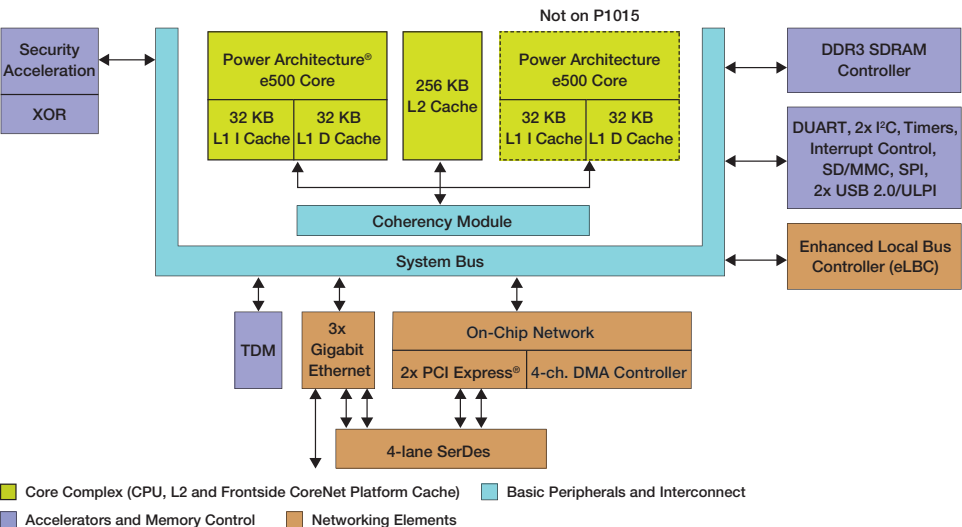 Not on P1015
Security
Acceleration
XOR
Power Architecture®
e500 Core
32 KB
L1 I Cache
32 KB
L1 D Cache
256 KB
L2 Cache
Power Architecture
e500 Core
32 KB
L1 I Cache
32 KB
L1 D Cache
DDR3 SDRAM
Controller
DUART, 2x I²C, Timers,
Interrupt Control,
SD/MMC, SPI,
2x USB 2.0/ULPI
Coherency Module
System Bus
Enhanced Local Bus
Controller (eLBC)
TDM
3x
Gigabit
Ethernet
On-Chip Network
2x PCI Express®
4-ch. DMA Controller
4-lane SerDes
Core Complex (CPU, L2 and Frontside CoreNet Platform Cache)
Basic Peripherals and Interconnect
Accelerators and Memory Control
Networking Elements